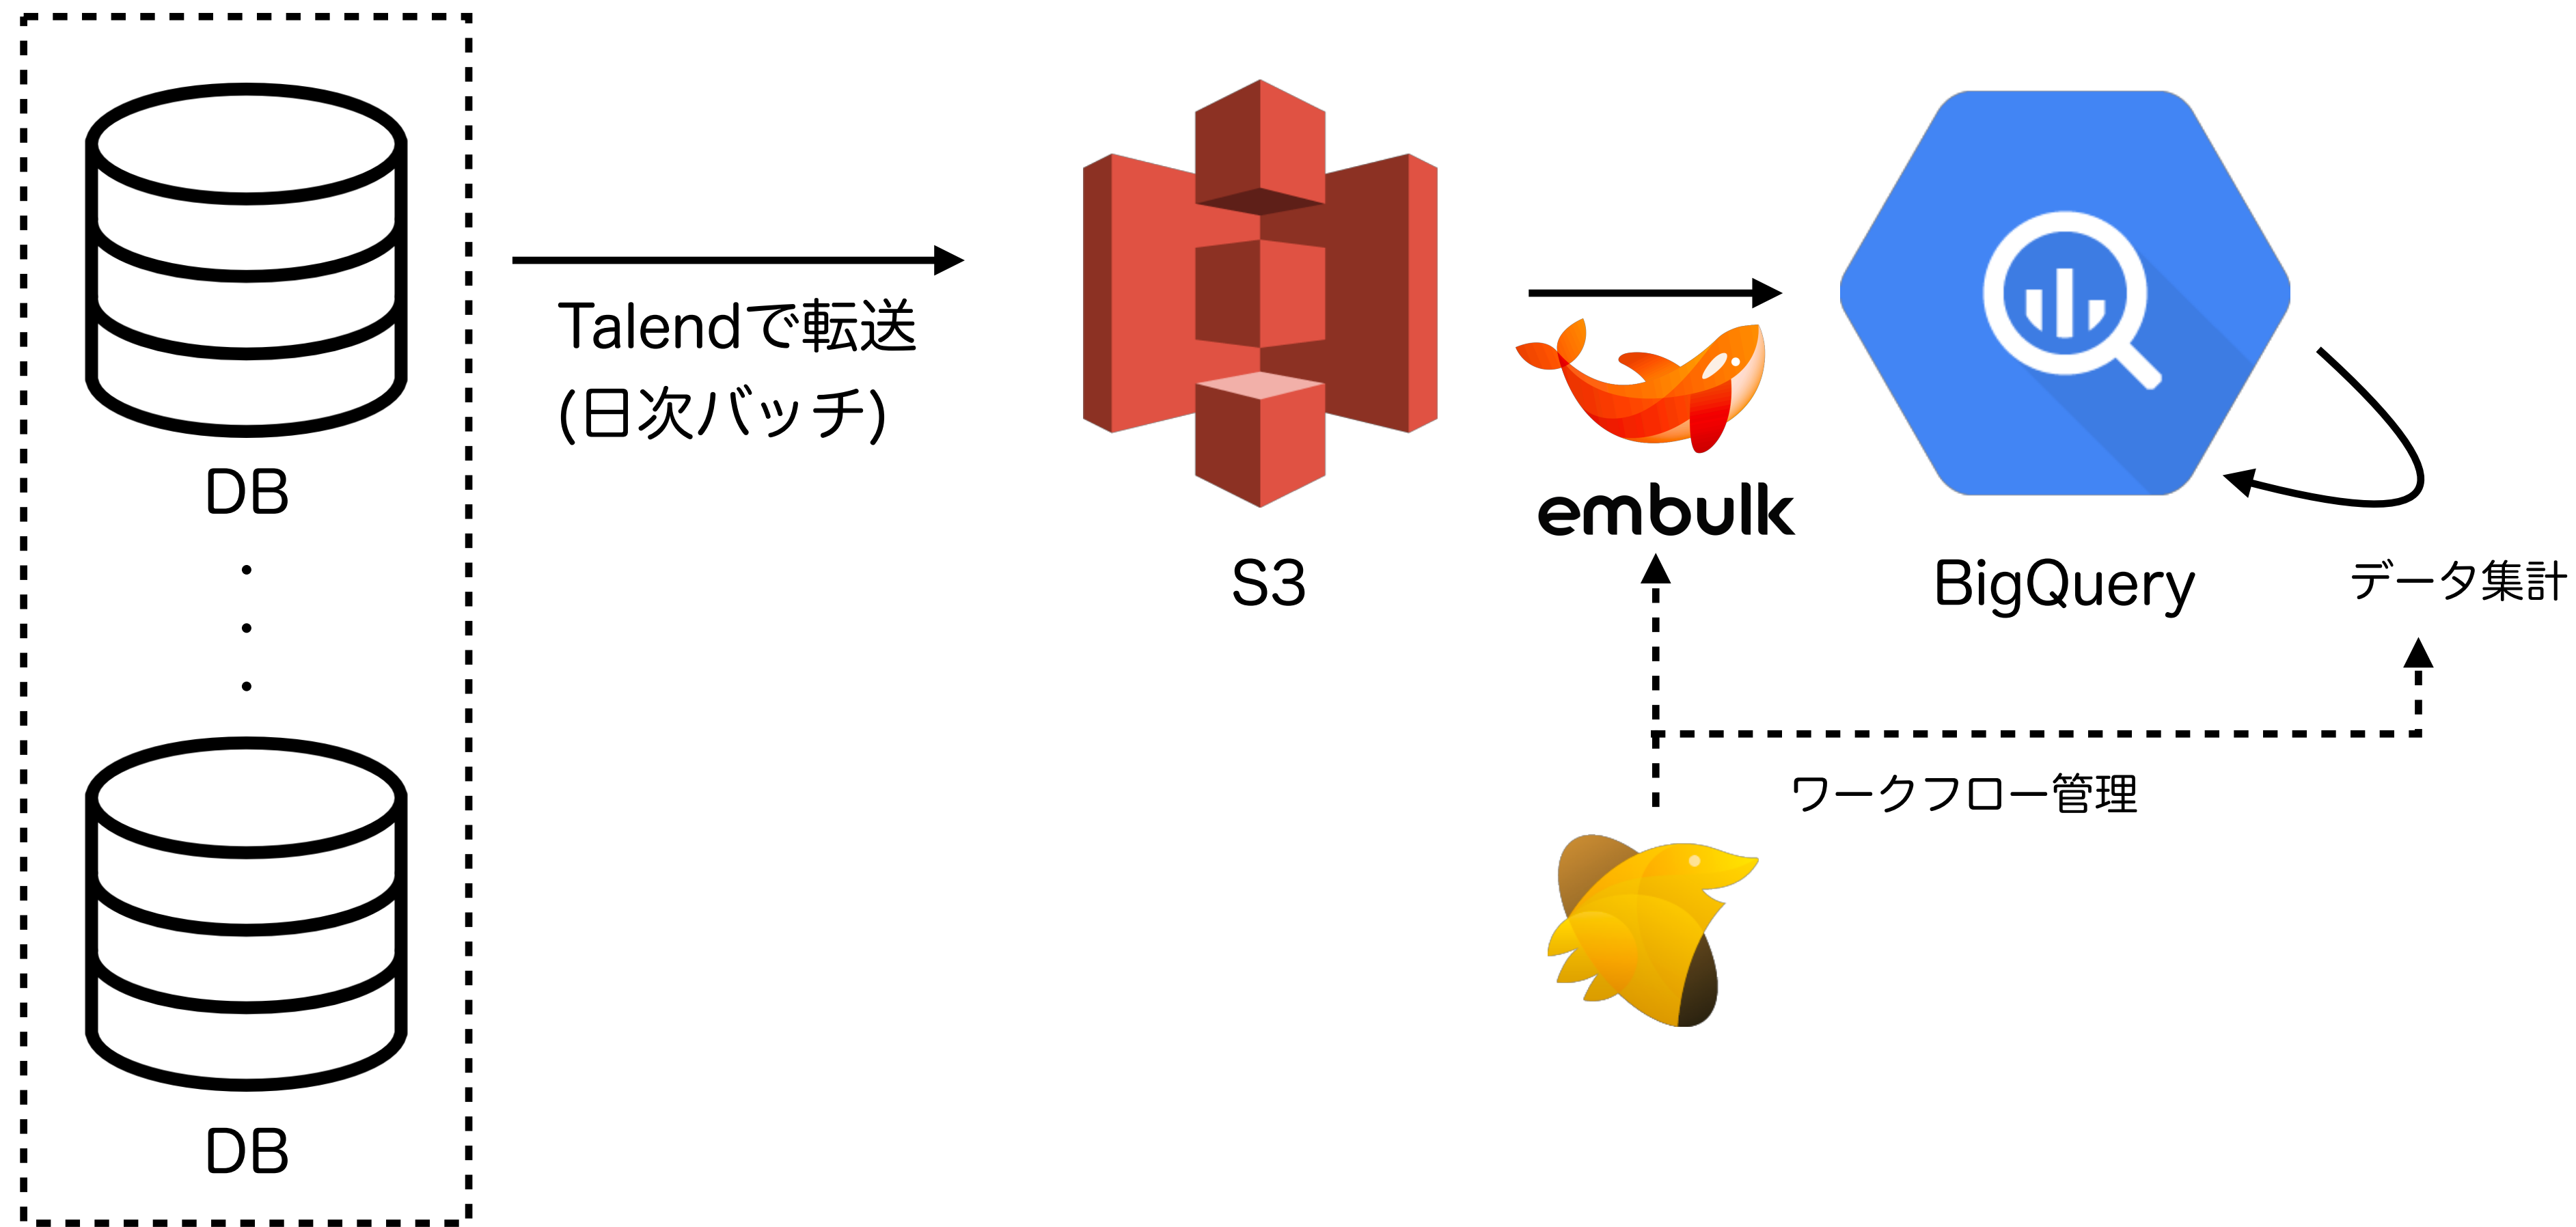 DB
DB
Talendで転送
(日次バッチ)
S3
embulk
BigQuery
データ集計
ワークフロー管理